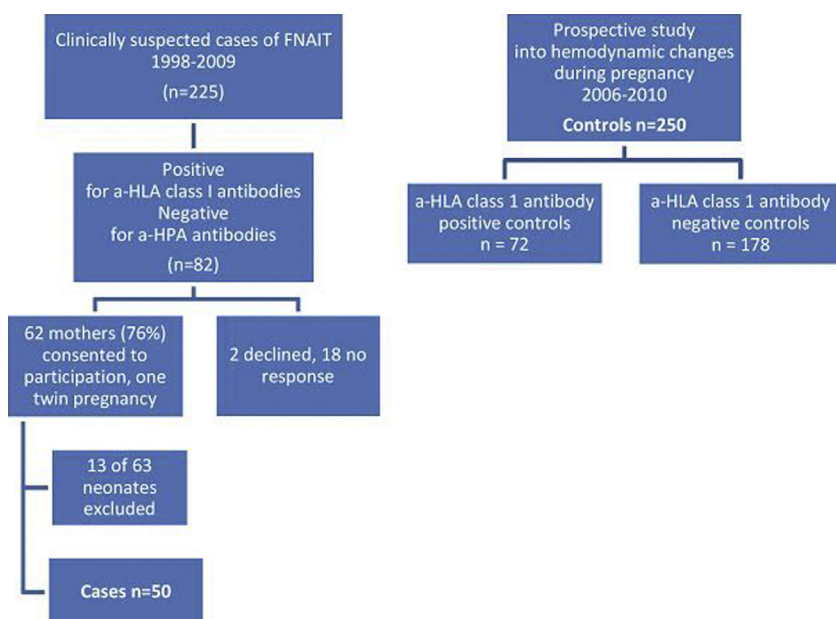 Clinically suspected cases of FNAIT
1998-2009
(n=225)
Positive
for a-HLA class I antibodies
Negative
for a-HPA antibodies
(n=82)
62 mothers (76%)
consented to
participation, one
twin pregnancy
2 declined, 18 no
response
13 of 63
neonates
excluded
Cases n=50
Prospective study
into hemodynamic changes
during pregnancy
2006-2010
Controls n=250
a-HLA class 1 antibody
positive controls
n = 72
a-HLA class 1 antibody
negative controls
n = 178